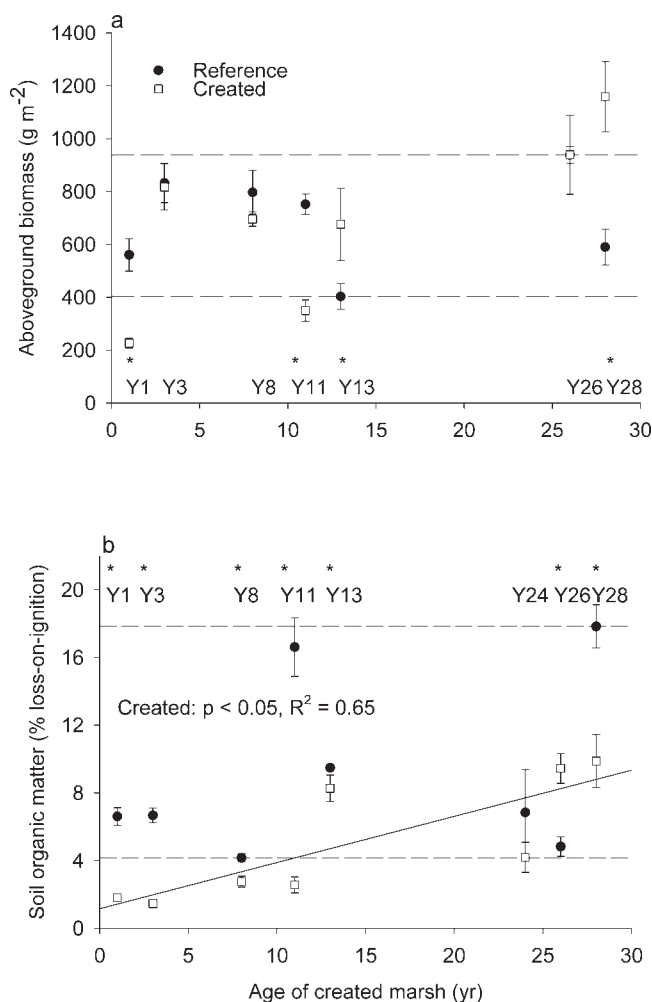 a
1400
1200
1000
800
600
400
200
0
Aboveground biomass (g m⁻²)
Reference
Created
* * * *
Y1 Y3 Y8 Y11 Y13 Y26 Y28
0 5 10 15 20 25 30
b
* * * * * * *
Y1 Y3 Y8 Y11 Y13 Y24 Y26 Y28
20
16
12
8
4
0
Soil organic matter (% loss-on-ignition)
Created: p < 0.05, R² = 0.65
0 5 10 15 20 25 30
Age of created marsh (yr)